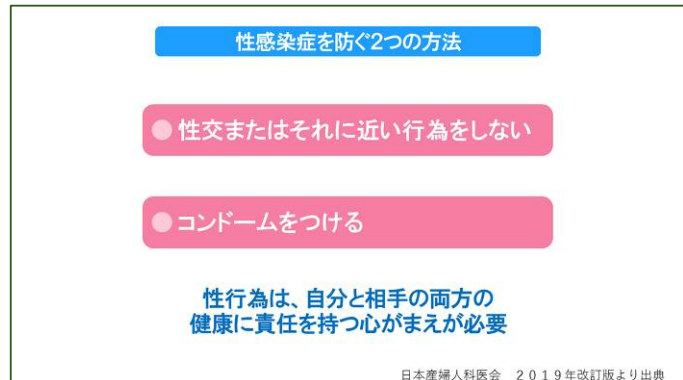 性感染症を防ぐ2つの方法
●性交またはそれに近い行為をしない
●コンドームをつける
性行為は、自分と相手の両方の
健康に責任を持つ心がまえが必要
日本産婦人科医会　２０１９年改訂版より出典